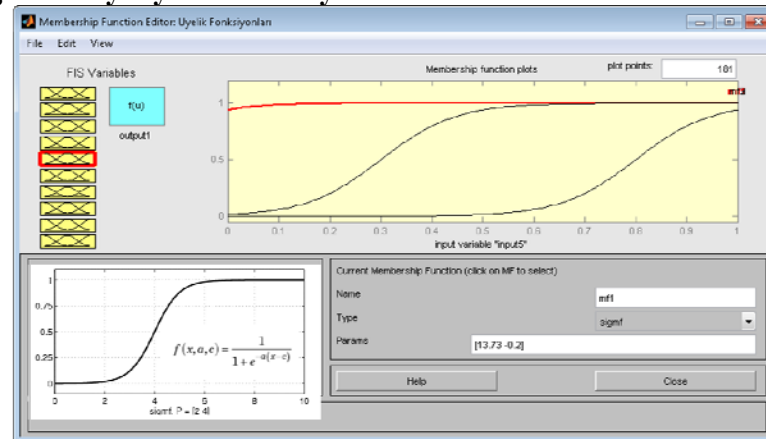 Membership Function Editor: Uyelik Fonksiyonları
File Edit View
FIS Variables
f(u)
output1
Membership function plots
plot points:
181
mf3
1
0.5
0
0 0.1 0.2 0.3 0.4 0.5 0.6 0.7 0.8 0.9 1
input variable "input5"
1
0.75
0.5
0.25
0
0 2 4 6 8 10
f(x,a,c) = 1 / 1 + e^-a(x-c)
sigmf, P = [2 4]
Current Membership Function (click on MF to select)
Name
mf1
Type
sigmf
Params
[13.73 -0.2]
Help
Close